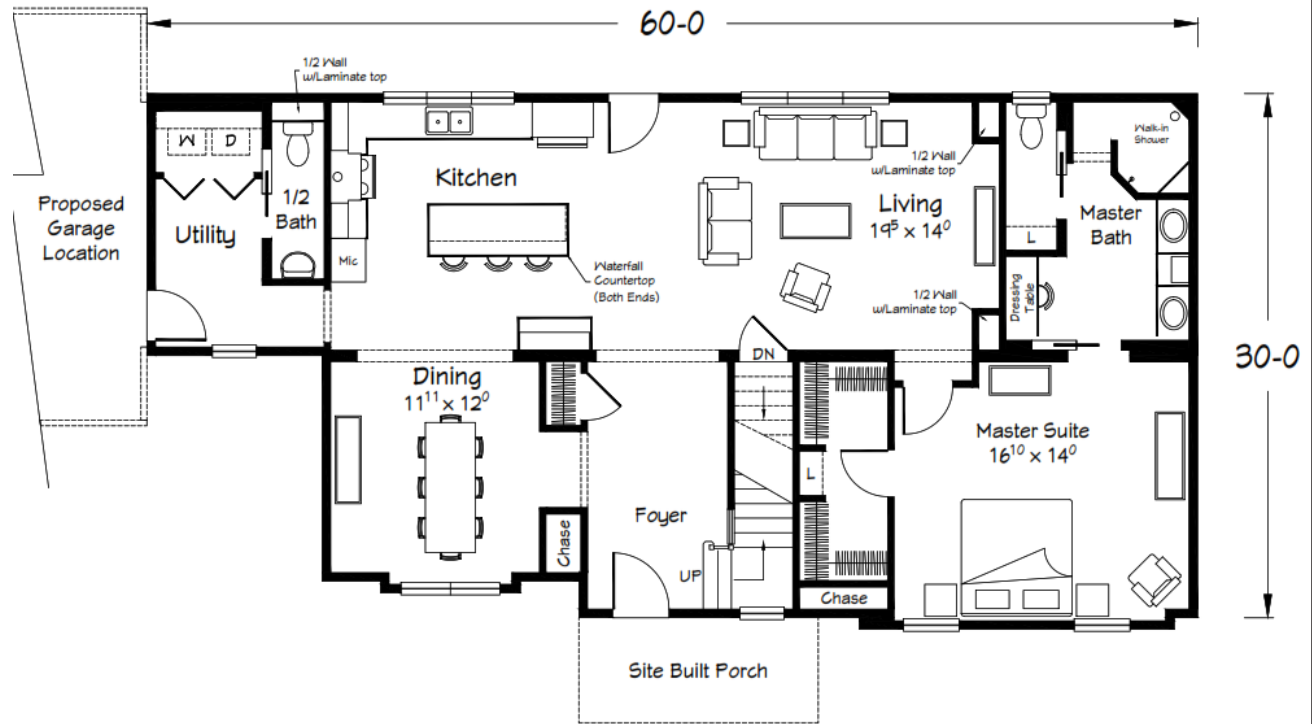 60-0
1/2 Wall
w/Laminate top
W
D
Kitchen
1/2
Bath
Utility
Mic
Proposed
Garage
Location
Waterfall
Countertop
(Both Ends)
1/2 Wall
w/Laminate top
Living
19⁵ x 14⁰
1/2 Wall
w/Laminate top
Walk-in
Shower
Master
Bath
L
Dressing
Table
30-0
DN
Dining
11¹¹ x 12⁰
Master Suite
16¹⁰ x 14⁰
L
Foyer
Chase
UP
Chase
Site Built Porch